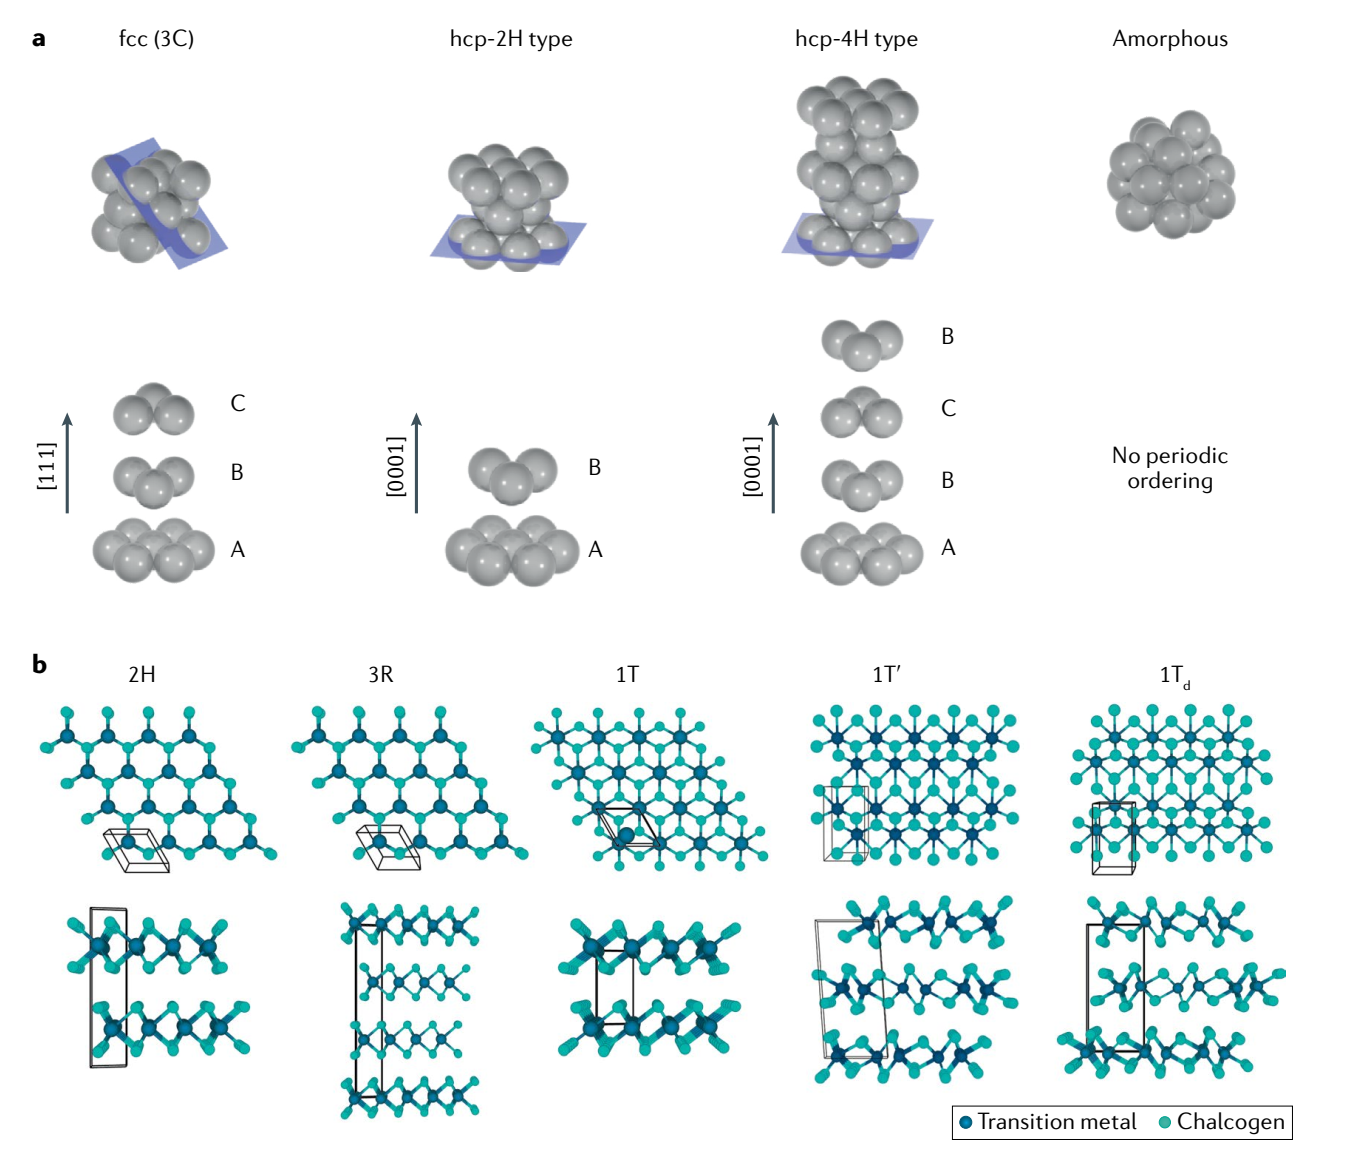 a
fcc (3C)
hcp-2H type
hcp-4H type
Amorphous
[111]
C
B
A
[0001]
B
A
[0001]
B
C
B
A
No periodic
ordering
b
2H
3R
1T
1T′
1Td
Transition metal
Chalcogen